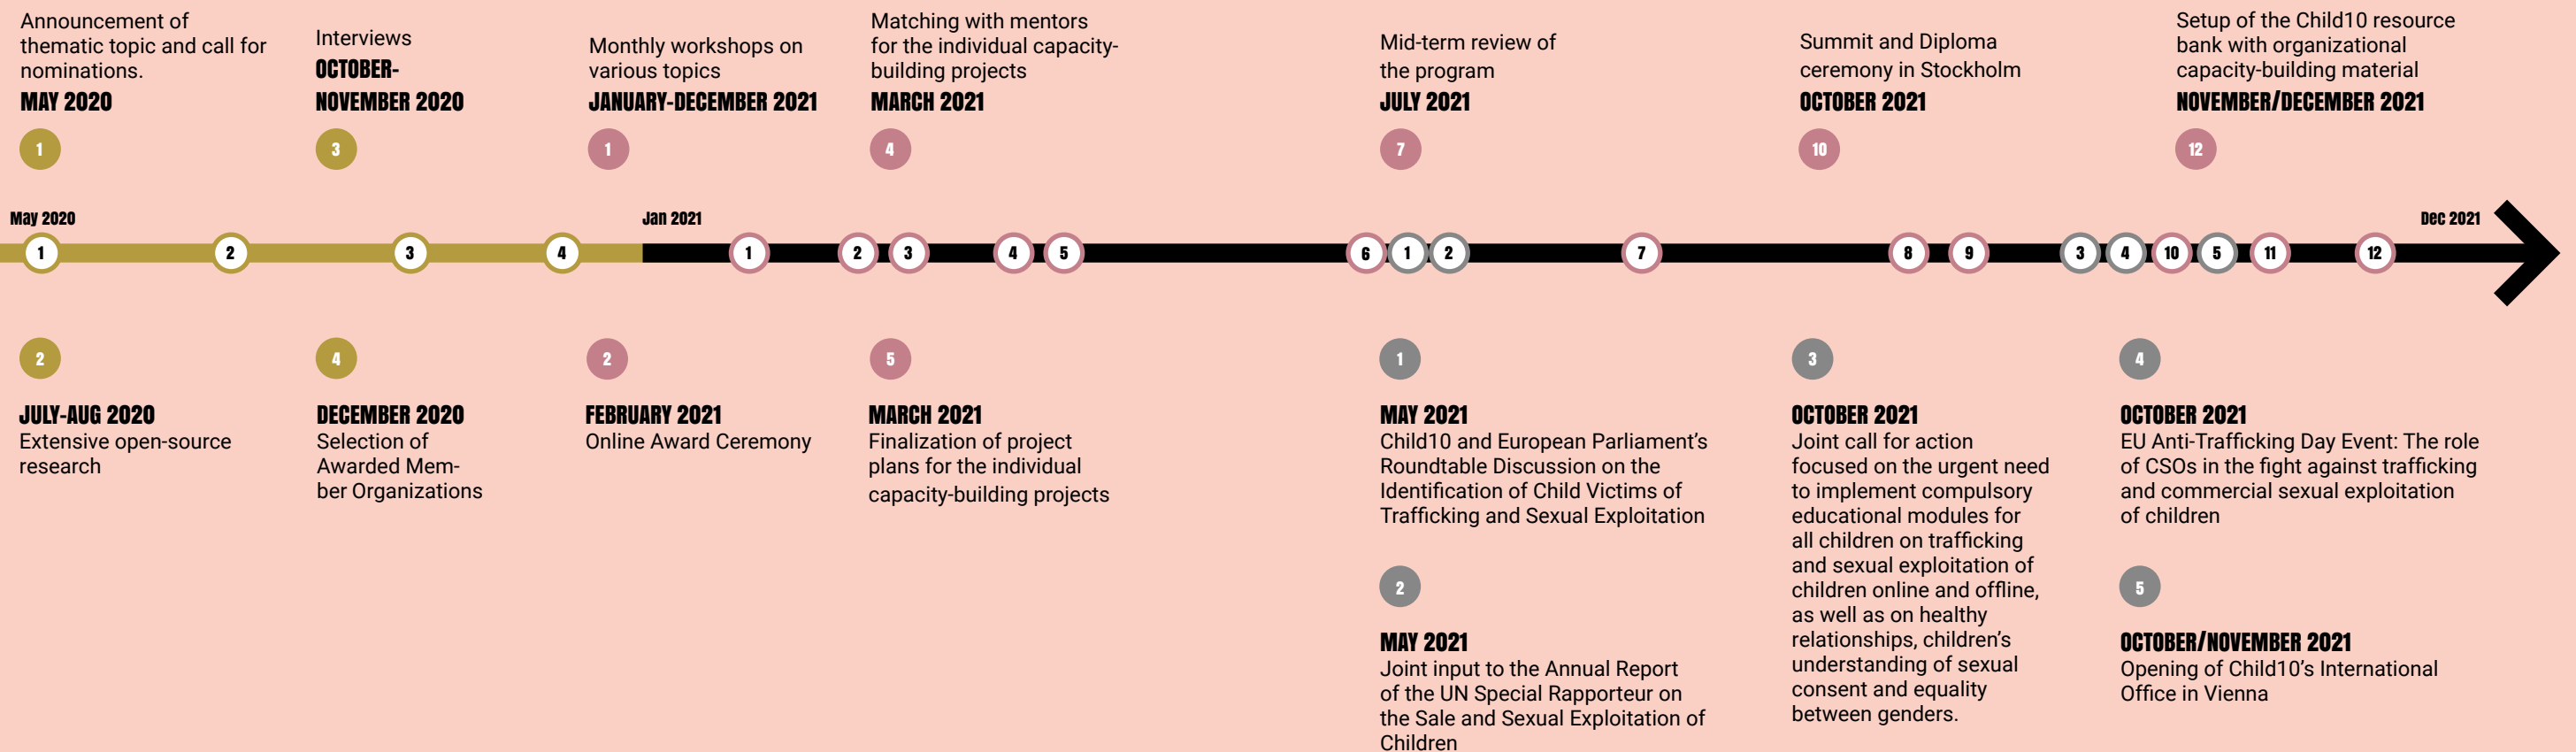 Announcement of
thematic topic and call for
nominations.
MAY 2020
1
Interviews
OCTOBER-
NOVEMBER 2020
3
Monthly workshops on
various topics
JANUARY-DECEMBER 2021
1
Matching with mentors
for the individual capacity-
building projects
MARCH 2021
4
Mid-term review of
the program
JULY 2021
7
Summit and Diploma
ceremony in Stockholm
OCTOBER 2021
10
Setup of the Child10 resource
bank with organizational
capacity-building material
NOVEMBER/DECEMBER 2021
12
May 2020
Jan 2021
Dec 2021
1 2 3 4 1 2 3 4 5 6 1 2 7 8 9 3 4 10 5 11 12
2
JULY-AUG 2020
Extensive open-source
research
4
DECEMBER 2020
Selection of
Awarded Mem-
ber Organizations
2
FEBRUARY 2021
Online Award Ceremony
5
MARCH 2021
Finalization of project
plans for the individual
capacity-building projects
1
MAY 2021
Child10 and European Parliament’s
Roundtable Discussion on the
Identification of Child Victims of
Trafficking and Sexual Exploitation
2
MAY 2021
Joint input to the Annual Report
of the UN Special Rapporteur on
the Sale and Sexual Exploitation of
Children
3
OCTOBER 2021
Joint call for action
focused on the urgent need
to implement compulsory
educational modules for
all children on trafficking
and sexual exploitation of
children online and offline,
as well as on healthy
relationships, children’s
understanding of sexual
consent and equality
between genders.
4
OCTOBER 2021
EU Anti-Trafficking Day Event: The role
of CSOs in the fight against trafficking
and commercial sexual exploitation
of children
5
OCTOBER/NOVEMBER 2021
Opening of Child10’s International
Office in Vienna